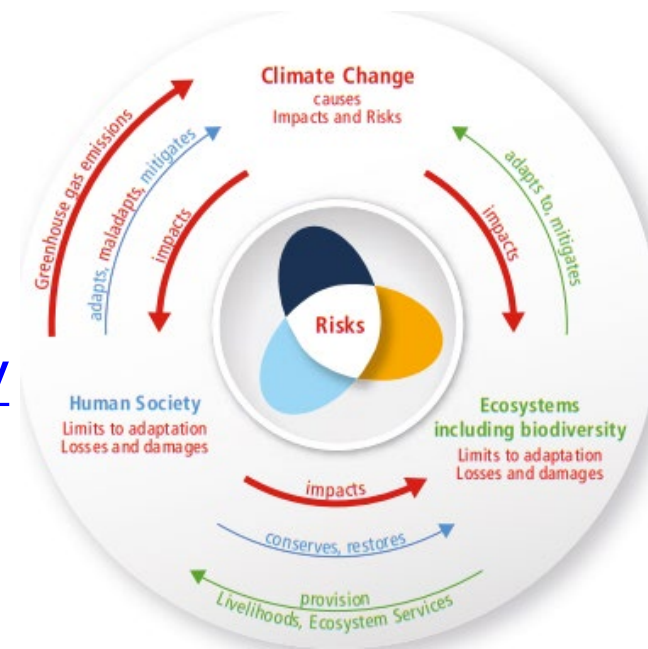 Climate Change
causes
Impacts and Risks
Greenhouse gas emissions
adapts, maladapts, mitigates
impacts
impacts
adapts to, mitigates
Risks
y
Human Society
Limits to adaptation
Losses and damages
Ecosystems
including biodiversity
Limits to adaptation
Losses and damages
impacts
conserves, restores
provision
Livelihoods, Ecosystem Services